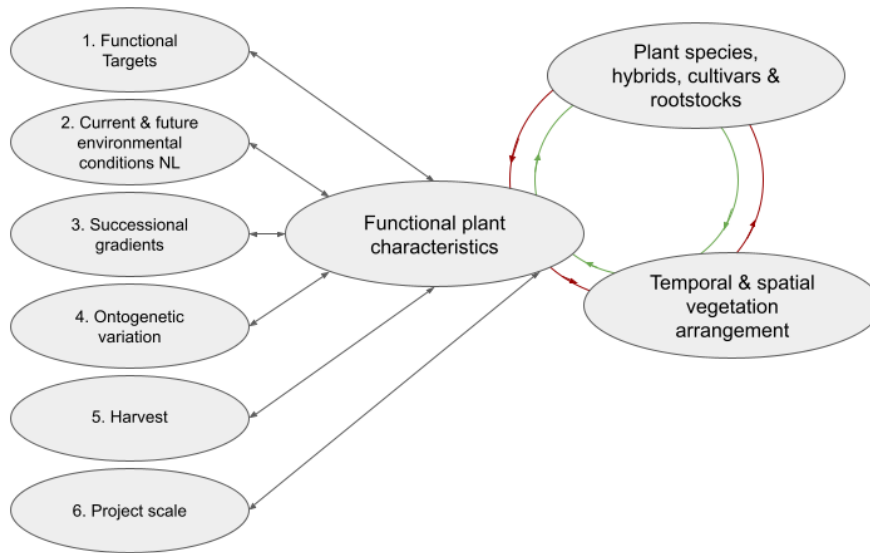 1. Functional
Targets
2. Current & future
environmental
conditions NL
3. Successional
gradients
4. Ontogenetic
variation
5. Harvest
6. Project scale
Functional plant
characteristics
Plant species,
hybrids, cultivars &
rootstocks
Temporal & spatial
vegetation
arrangement